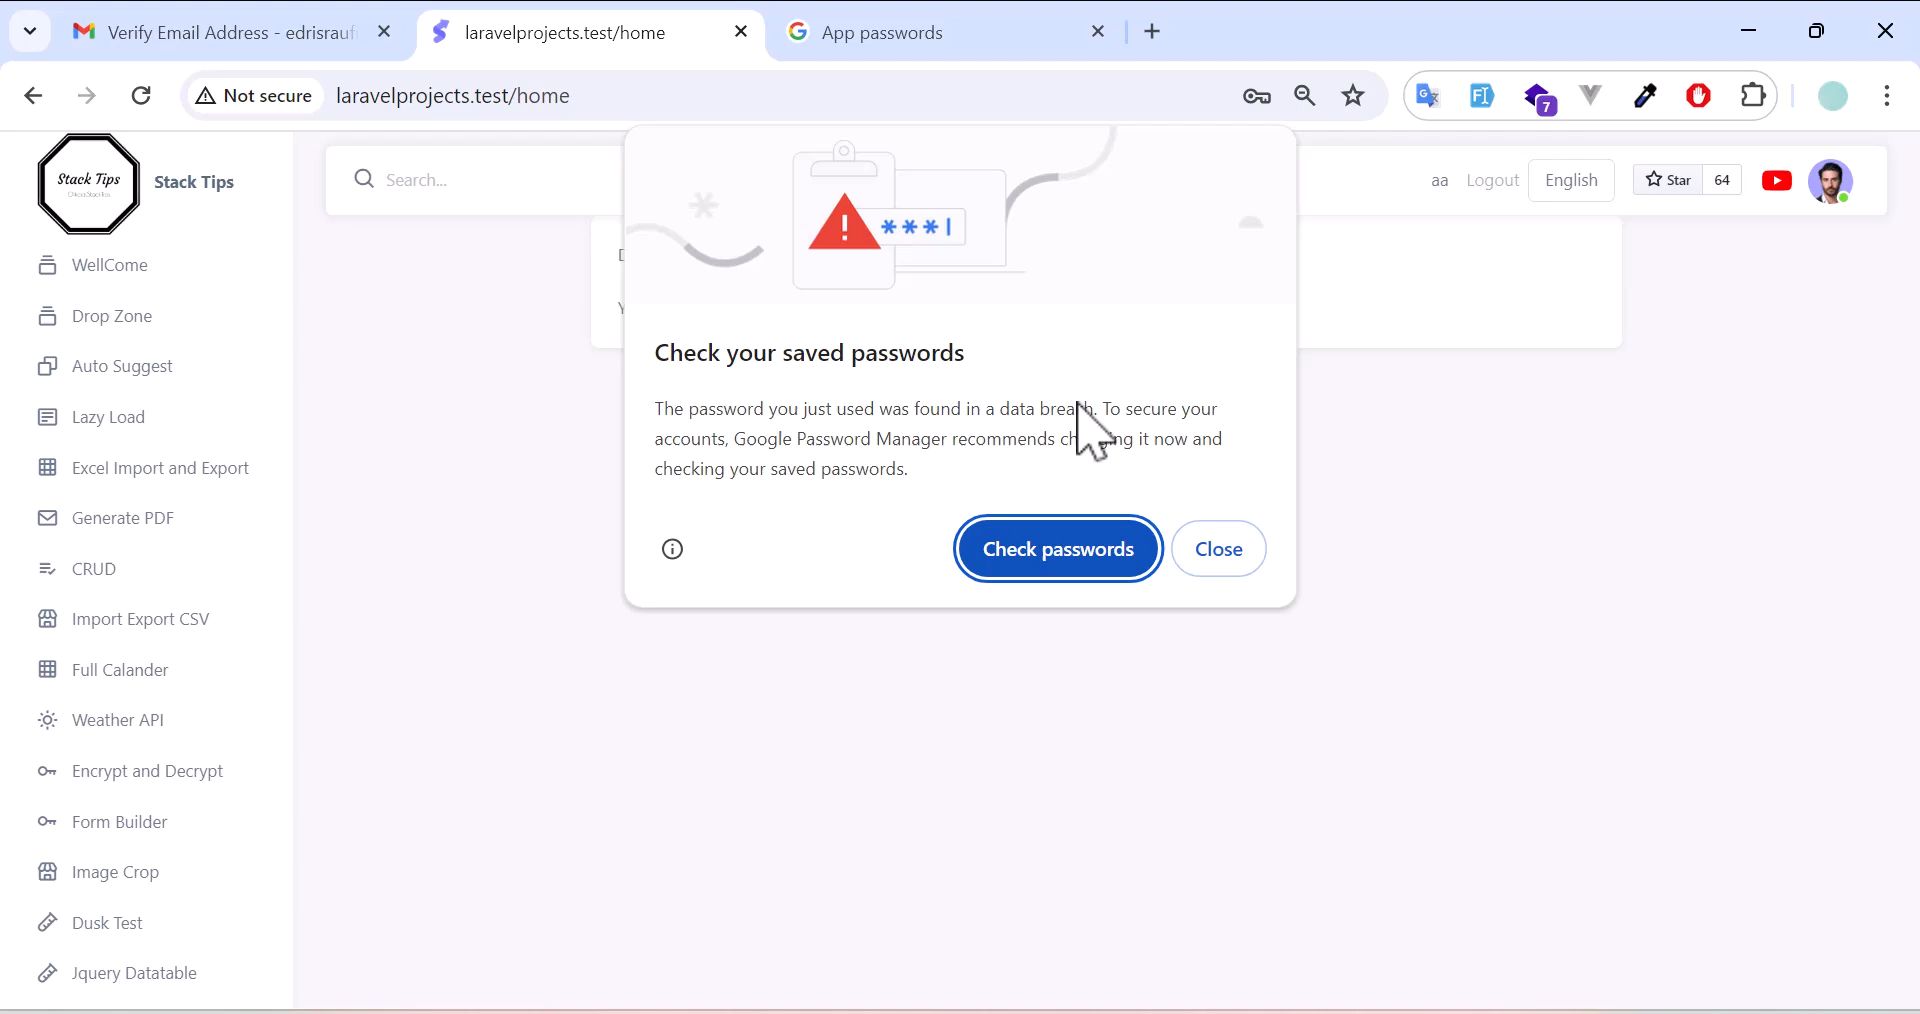 Verify Email Address - edrisrauf
laravelprojects.test/home
App passwords
Not secure
laravelprojects.test/home
7
Stack Tips
Stack Tips
Search...
aa
Logout
English
Star
64
WellCome
Drop Zone
Auto Suggest
Lazy Load
Excel Import and Export
Generate PDF
CRUD
Import Export CSV
Full Calander
Weather API
Encrypt and Decrypt
Form Builder
Image Crop
Dusk Test
Jquery Datatable
Check your saved passwords
The password you just used was found in a data breach. To secure your
accounts, Google Password Manager recommends changing it now and
checking your saved passwords.
Check passwords
Close